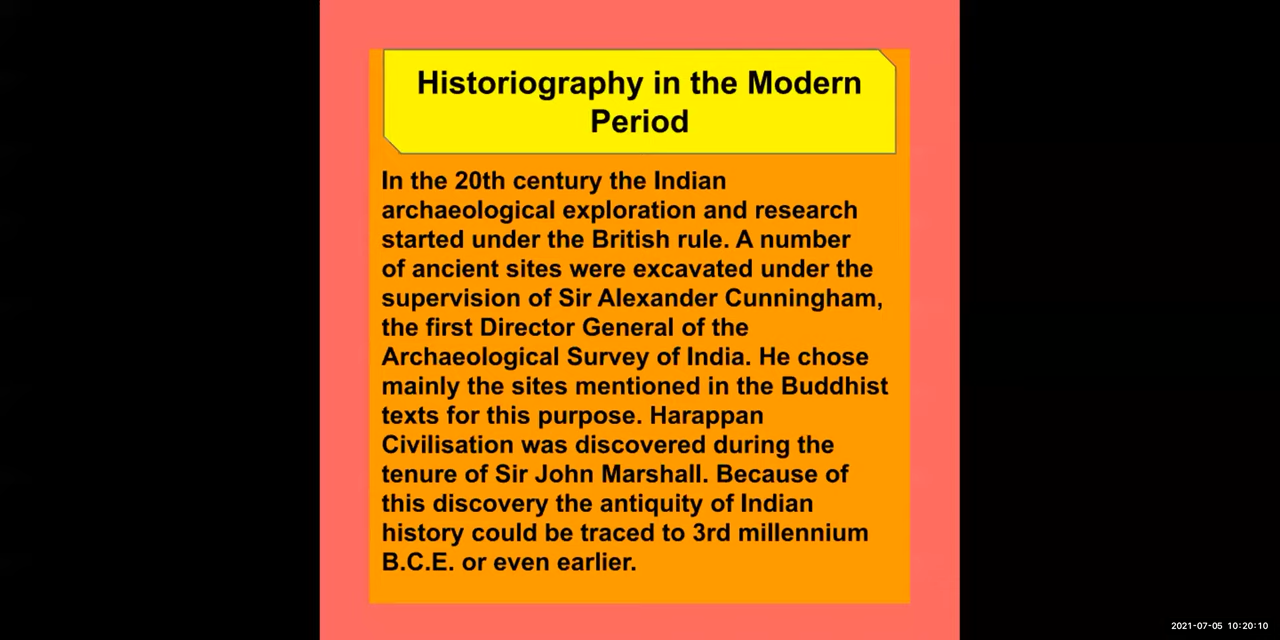 Historiography in the Modern
Period
In the 20th century the Indian
archaeological exploration and research
started under the British rule. A number
of ancient sites were excavated under the
supervision of Sir Alexander Cunningham,
the first Director General of the
Archaeological Survey of India. He chose
mainly the sites mentioned in the Buddhist
texts for this purpose. Harappan
Civilisation was discovered during the
tenure of Sir John Marshall. Because of
this discovery the antiquity of Indian
history could be traced to 3rd millennium
B.C.E. or even earlier.
2021-07-05 10:20:10